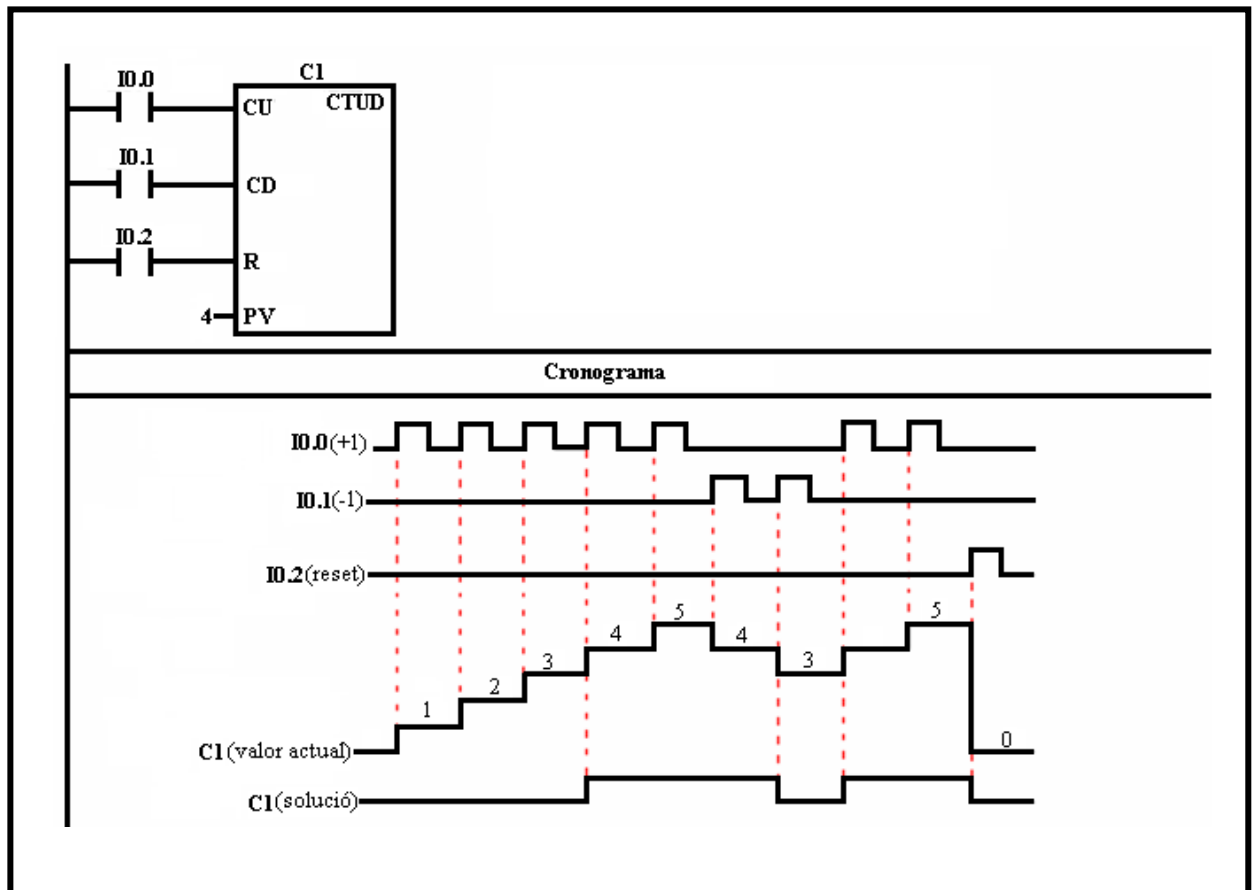 C1
I0.0
CU CTUD
I0.1
CD
I0.2
R
4 PV
Cronograma
I0.0(+1)
I0.1(-1)
I0.2(reset)
5 5
4 4
3 3
2
1
C1(valor actual) 0
C1(solució)